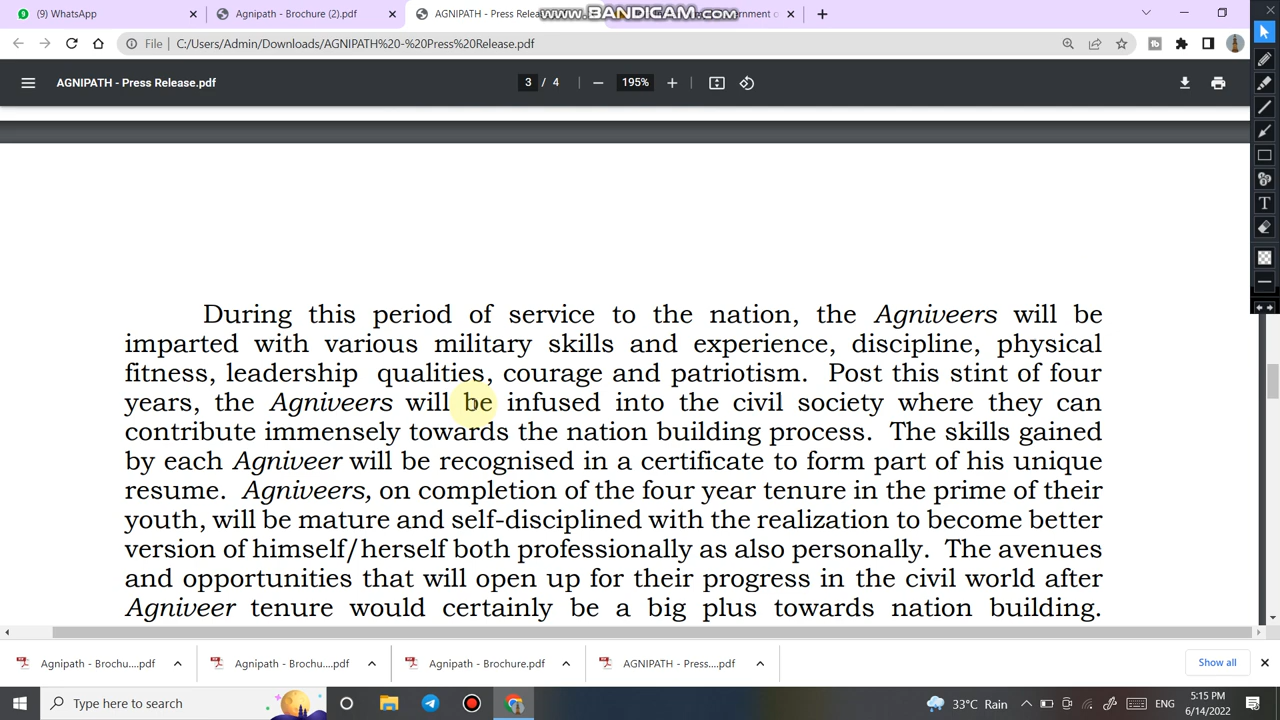 (9) WhatsApp
Agnipath - Brochure (2).pdf
AGNIPATH - Press Rele
www.BANDICAM.com
ernment o
File
C:/Users/Admin/Downloads/AGNIPATH%20-%20Press%20Release.pdf
AGNIPATH - Press Release.pdf
3 / 4
195%
During this period of service to the nation, the Agniveers will be
imparted with various military skills and experience, discipline, physical
fitness, leadership qualities, courage and patriotism. Post this stint of four
years, the Agniveers will be infused into the civil society where they can
contribute immensely towards the nation building process. The skills gained
by each Agniveer will be recognised in a certificate to form part of his unique
resume. Agniveers, on completion of the four year tenure in the prime of their
youth, will be mature and self-disciplined with the realization to become better
version of himself/herself both professionally as also personally. The avenues
and opportunities that will open up for their progress in the civil world after
Agniveer tenure would certainly be a big plus towards nation building.
Agnipath - Brochu....pdf
Agnipath - Brochu....pdf
Agnipath - Brochure.pdf
AGNIPATH - Press....pdf
Show all
Type here to search
33°C Rain
ENG
5:15 PM
6/14/2022